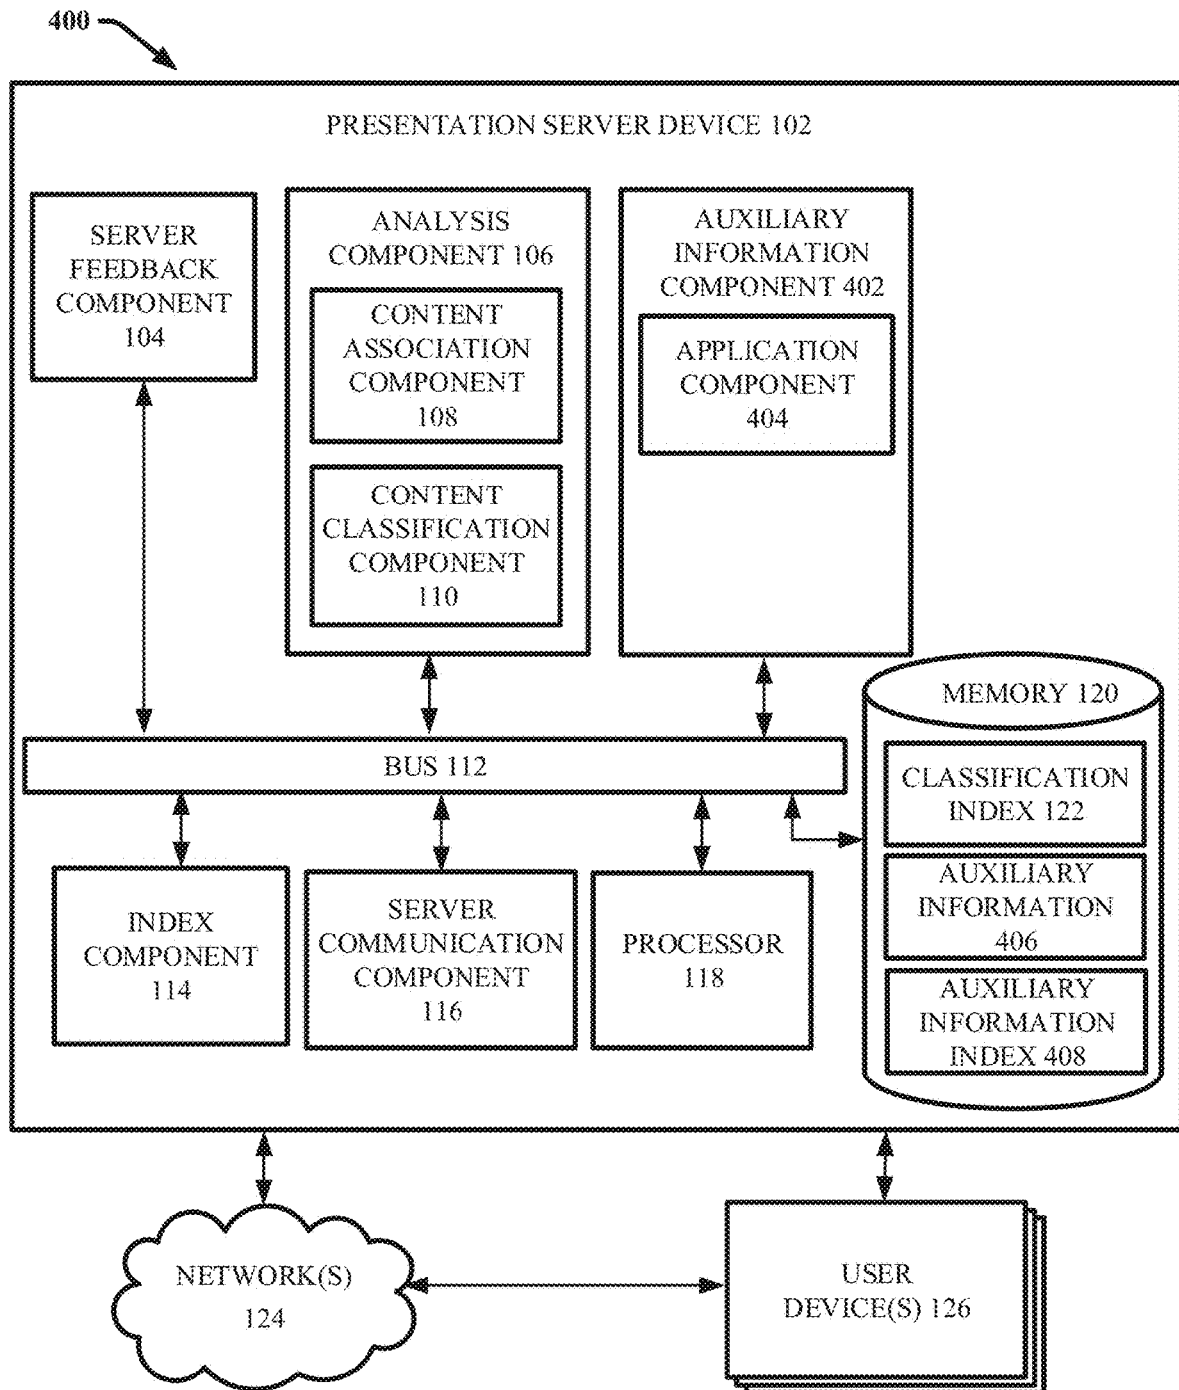 400
PRESENTATION SERVER DEVICE 102
SERVER
FEEDBACK
COMPONENT
104
ANALYSIS
COMPONENT 106
CONTENT
ASSOCIATION
COMPONENT
108
CONTENT
CLASSIFICATION
COMPONENT
110
AUXILIARY
INFORMATION
COMPONENT 402
APPLICATION
COMPONENT
404
BUS 112
MEMORY 120
CLASSIFICATION
INDEX 122
AUXILIARY
INFORMATION
406
AUXILIARY
INFORMATION
INDEX 408
INDEX
COMPONENT
114
SERVER
COMMUNICATION
COMPONENT
116
PROCESSOR
118
NETWORK(S)
124
USER
DEVICE(S) 126